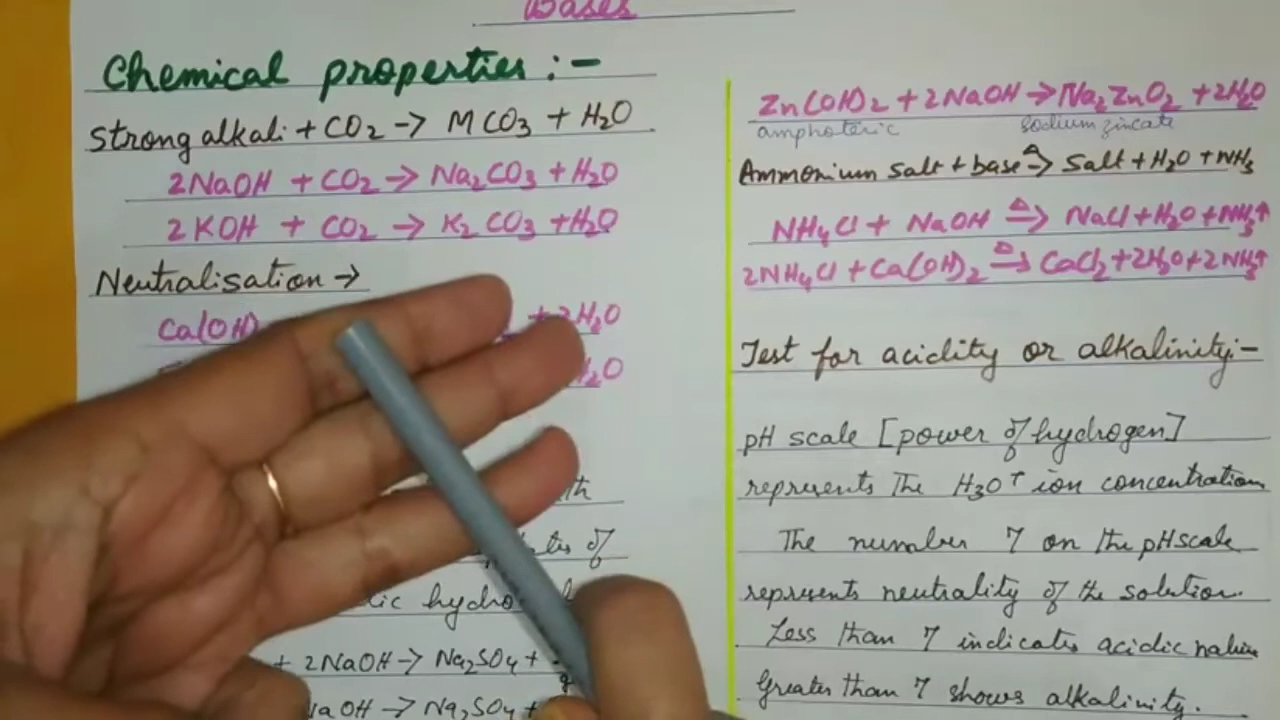 Bases
Chemical properties :-
Strong alkali + CO2 → MCO3 + H2O
2NaOH + CO2 → Na2CO3 + H2O
2KOH + CO2 → K2CO3 + H2O
Neutralisation →
Ca(OH)
+ 2H2O
H2O
of
hydro
+ 2NaOH → Na2SO4 +
NaOH → Na2SO4 +
Zn(OH)2 + 2NaOH → Na2ZnO2 + 2H2O
amphoteric sodium zincate
Ammonium salt + base △→ Salt + H2O + NH3
NH4Cl + NaOH △→ NaCl + H2O + NH3↑
2NH4Cl + Ca(OH)2 △→ CaCl2 + 2H2O + 2NH3↑
Test for acidity or alkalinity:-
pH scale [power of hydrogen]
represents The H3O+ ion concentration
The number 7 on the pH scale
represents neutrality of the solution.
Less than 7 indicates acidic nature
Greater than 7 shows alkalinity.